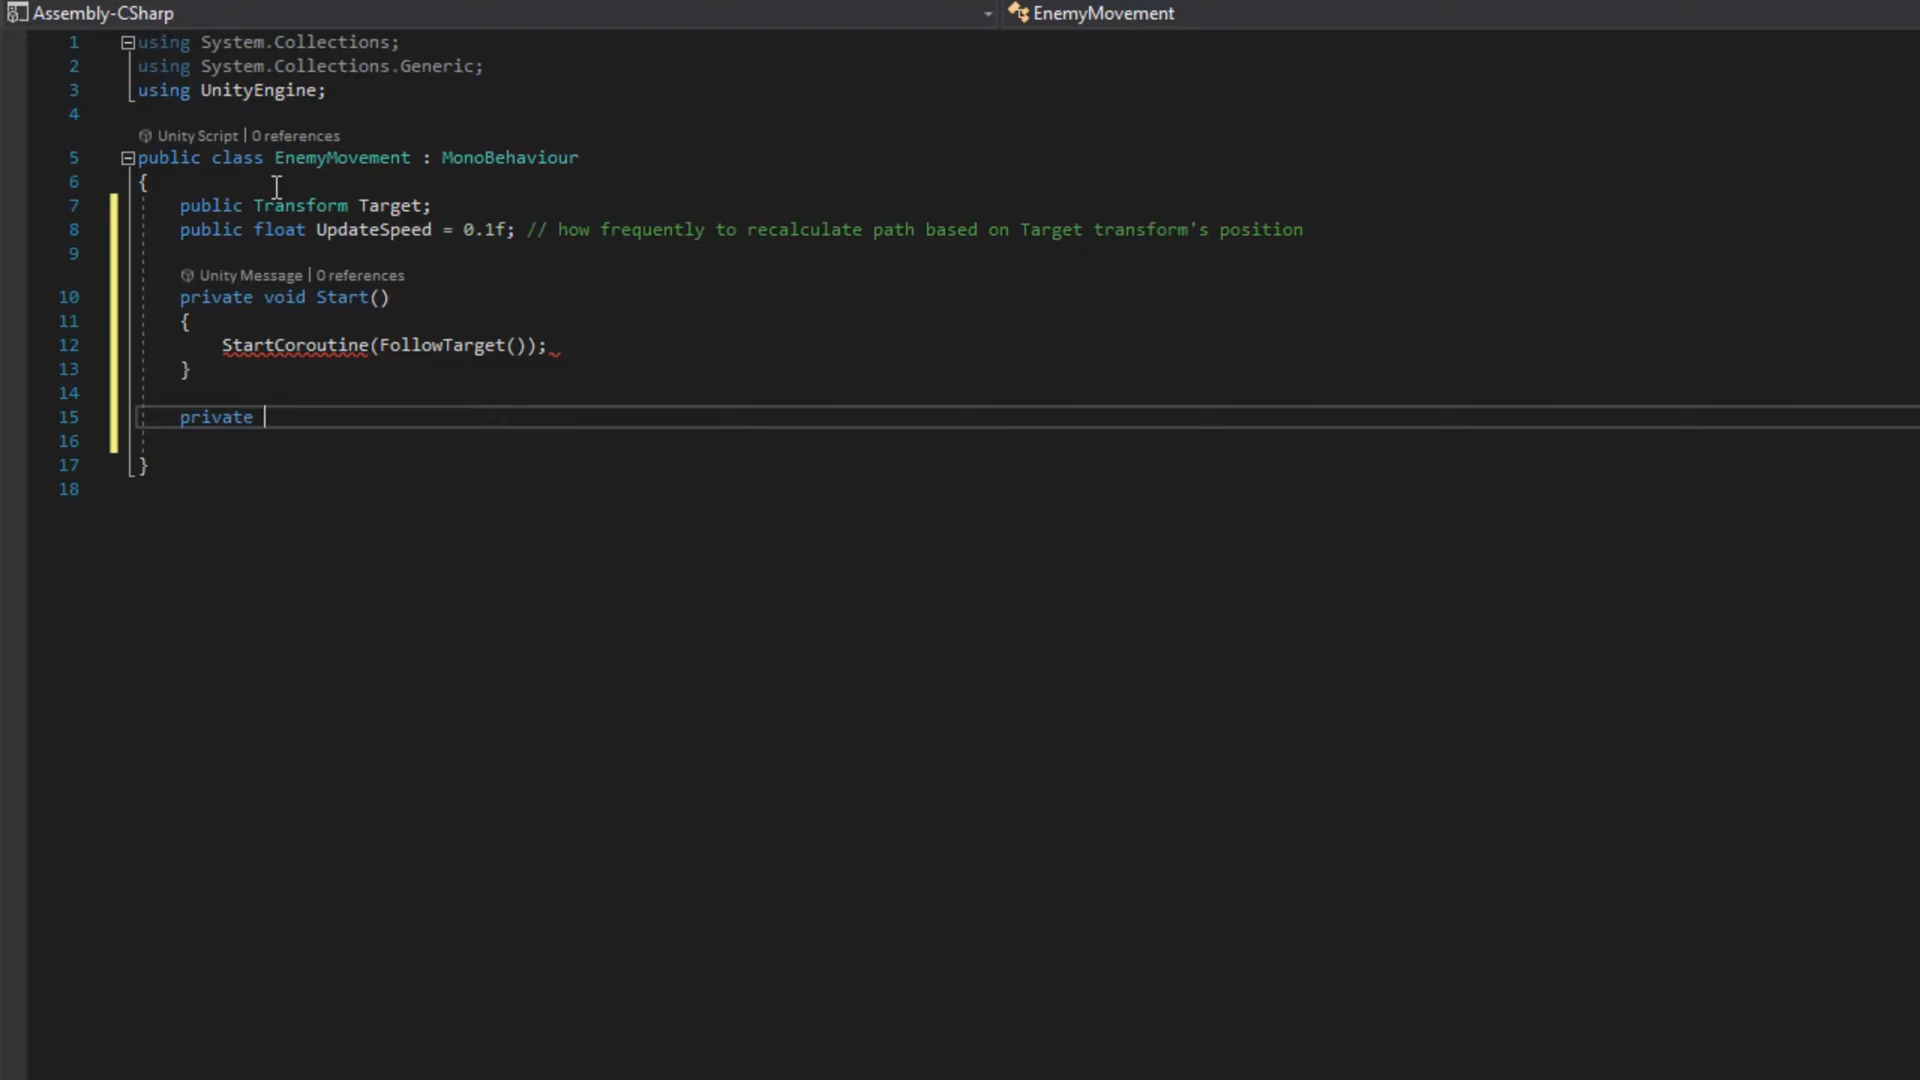 Assembly-CSharp EnemyMovement
1 using System.Collections;
2 using System.Collections.Generic;
3 using UnityEngine;
4
Unity Script | 0 references
5 public class EnemyMovement : MonoBehaviour
6 {
7 public Transform Target;
8 public float UpdateSpeed = 0.1f; // how frequently to recalculate path based on Target transform's position
9
Unity Message | 0 references
10 private void Start()
11 {
12 StartCoroutine(FollowTarget());
13 }
14
15 private
16
17 }
18